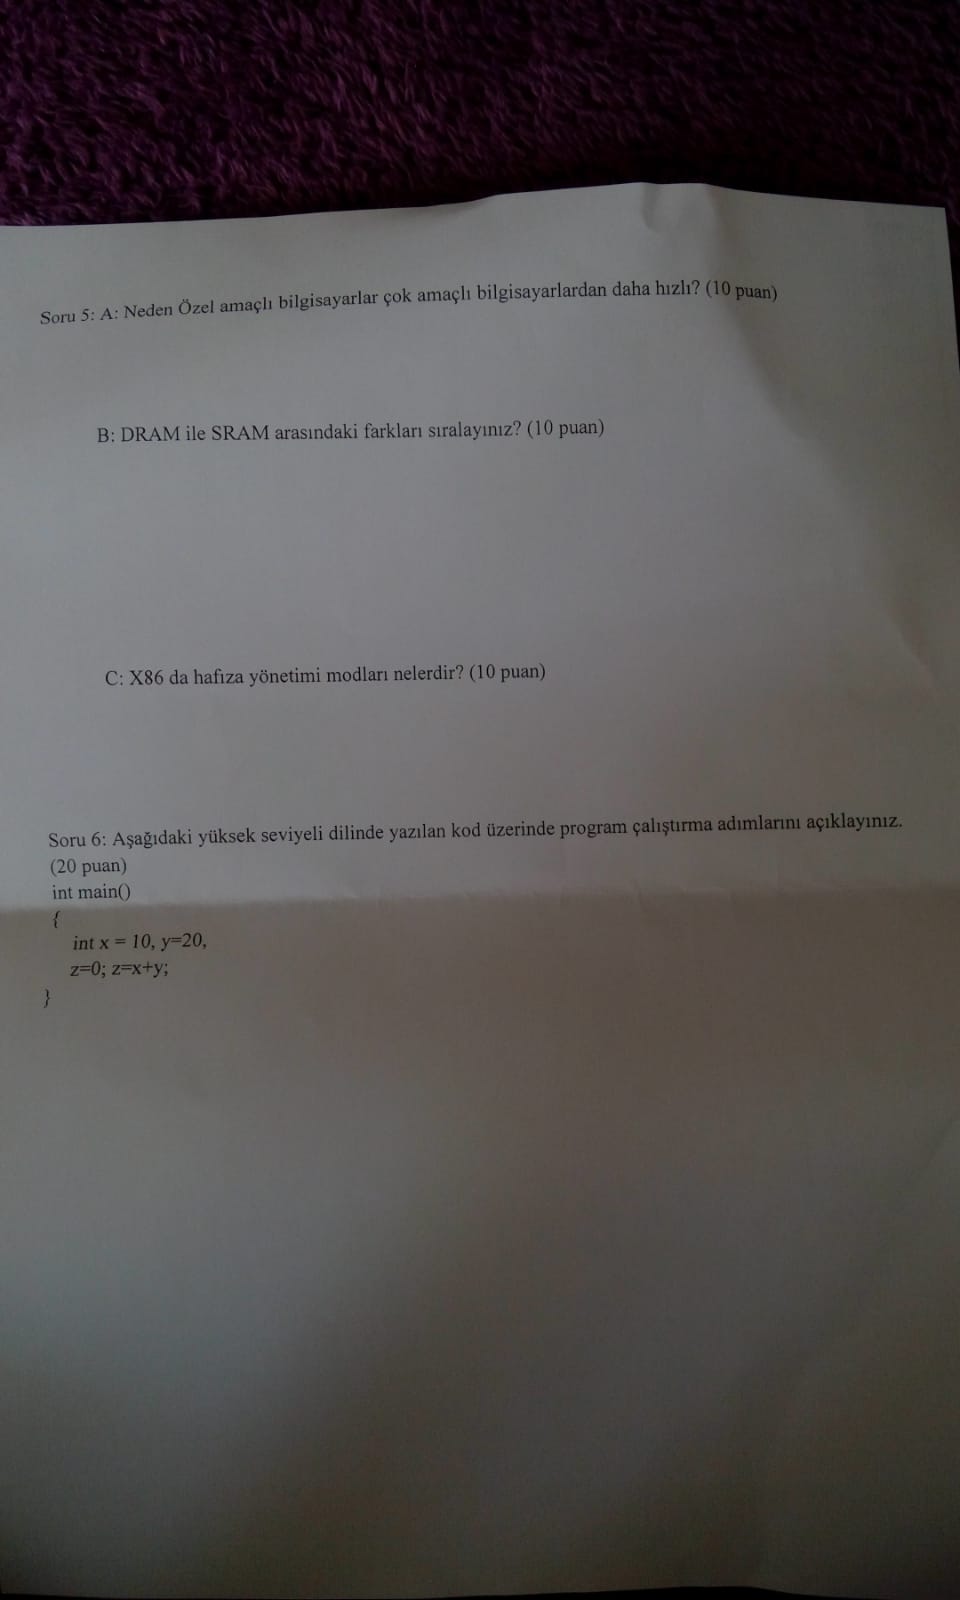 Soru 5: A: Neden Özel amaçlı bilgisayarlar çok amaçlı bilgisayarlardan daha hızlı? (10 puan)
B: DRAM ile SRAM arasındaki farkları sıralayınız? (10 puan)
C: X86 da hafıza yönetimi modları nelerdir? (10 puan)
Soru 6: Aşağıdaki yüksek seviyeli dilinde yazılan kod üzerinde program çalıştırma adımlarını açıklayınız.
(20 puan)
int main()
{
int x = 10, y=20,
z=0; z=x+y;
}